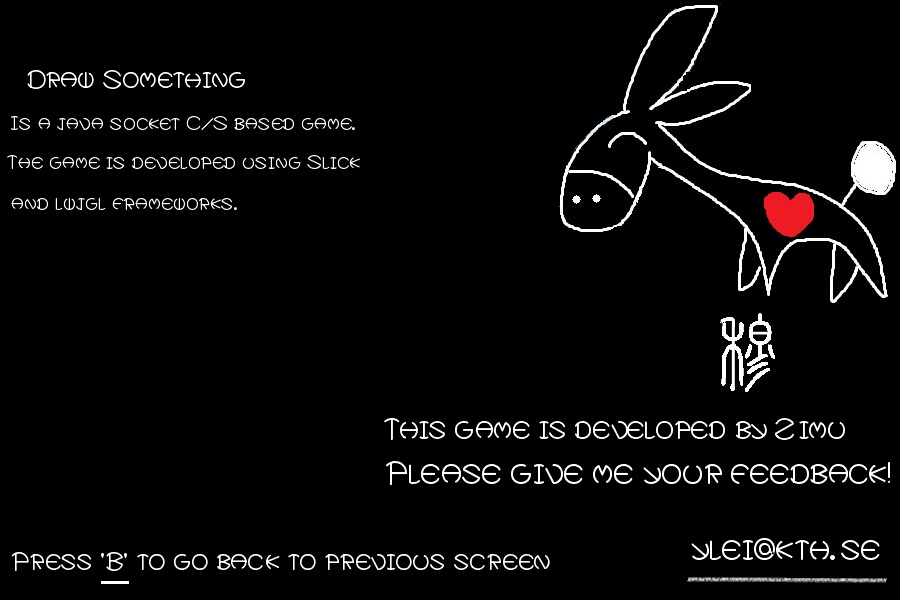 Draw Something
Is a java socket C/S based game.
The game is developed using Slick
and lwjgl frameworks.
穆
This game is developed by Zimu
Please give me your feedback!
ylei@kth.se
Press 'B' to go back to previous screen